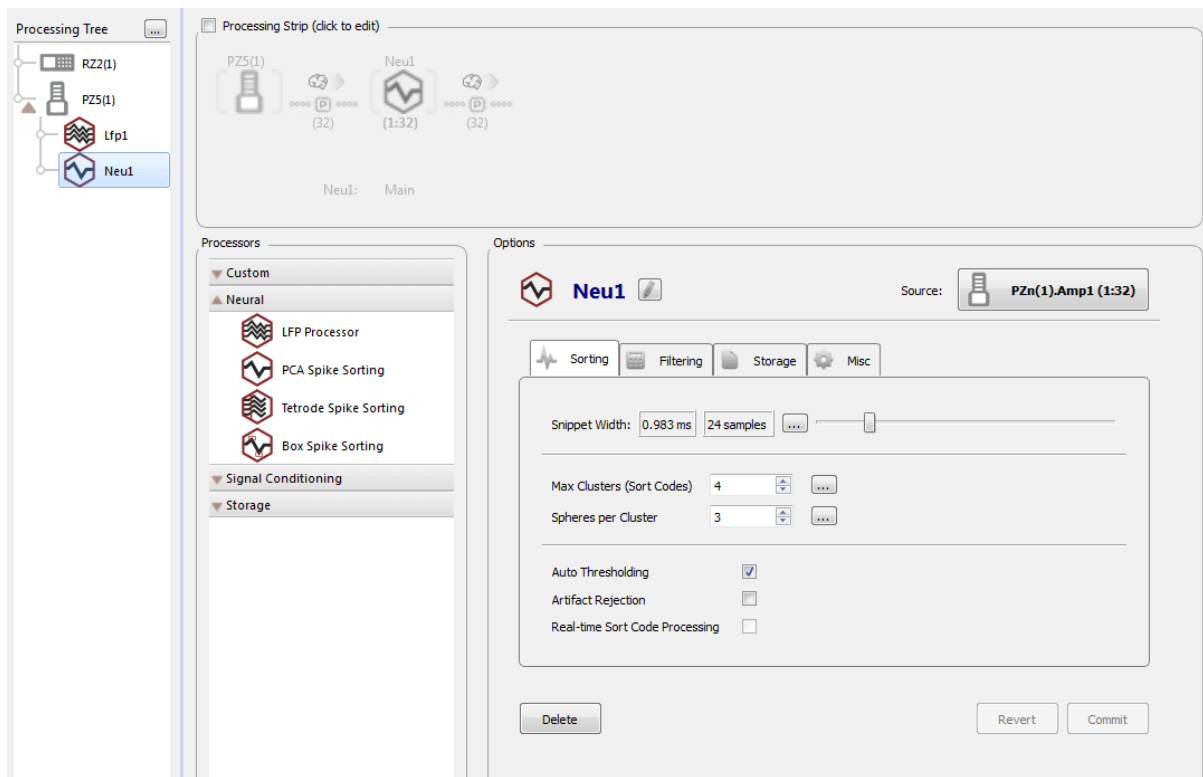 Processing Tree
...
RZ2(1)
PZ5(1)
Lfp1
Neu1
Processing Strip (click to edit)
PZ5(1)
Neu1
P
P
(32)
{1:32}
(32)
Neu1: Main
Processors
Custom
Neural
LFP Processor
PCA Spike Sorting
Tetrode Spike Sorting
Box Spike Sorting
Signal Conditioning
Storage
Options
Neu1
Source:
PZn(1).Amp1 (1:32)
Sorting
Filtering
Storage
Misc
Snippet Width: 0.983 ms 24 samples ...
Max Clusters (Sort Codes) 4 ...
Spheres per Cluster 3 ...
Auto Thresholding
Artifact Rejection
Real-time Sort Code Processing
Delete
Revert
Commit